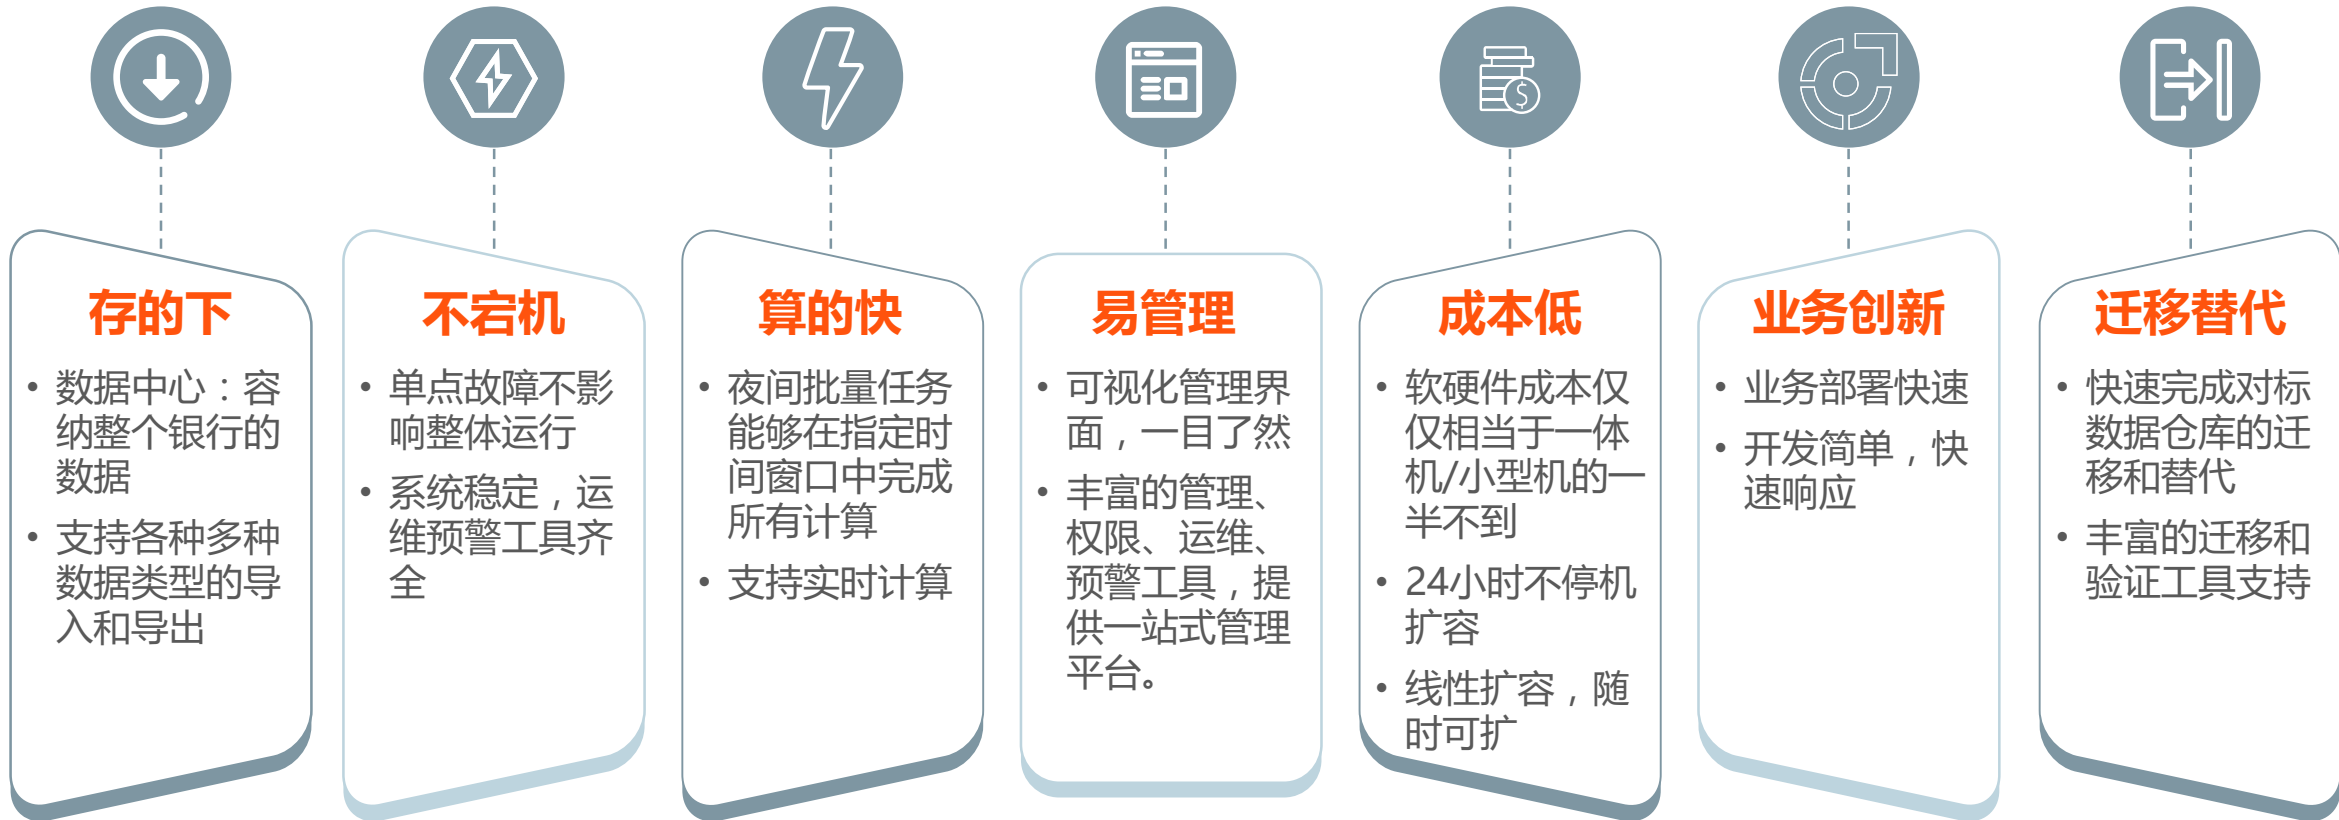 存的下
• 数据中心：容
纳整个银行的
数据
• 支持各种多种
数据类型的导
入和导出
不宕机
• 单点故障不影
响整体运行
• 系统稳定，运
维预警工具齐
全
算的快
• 夜间批量任务
能够在指定时
间窗口中完成
所有计算
• 支持实时计算
易管理
• 可视化管理界
面，一目了然
• 丰富的管理、
权限、运维、
预警工具，提
供一站式管理
平台。
$
成本低
• 软硬件成本仅
仅相当于一体
机/小型机的一
半不到
• 24小时不停机
扩容
• 线性扩容，随
时可扩
业务创新
• 业务部署快速
• 开发简单，快
速响应
迁移替代
• 快速完成对标
数据仓库的迁
移和替代
• 丰富的迁移和
验证工具支持